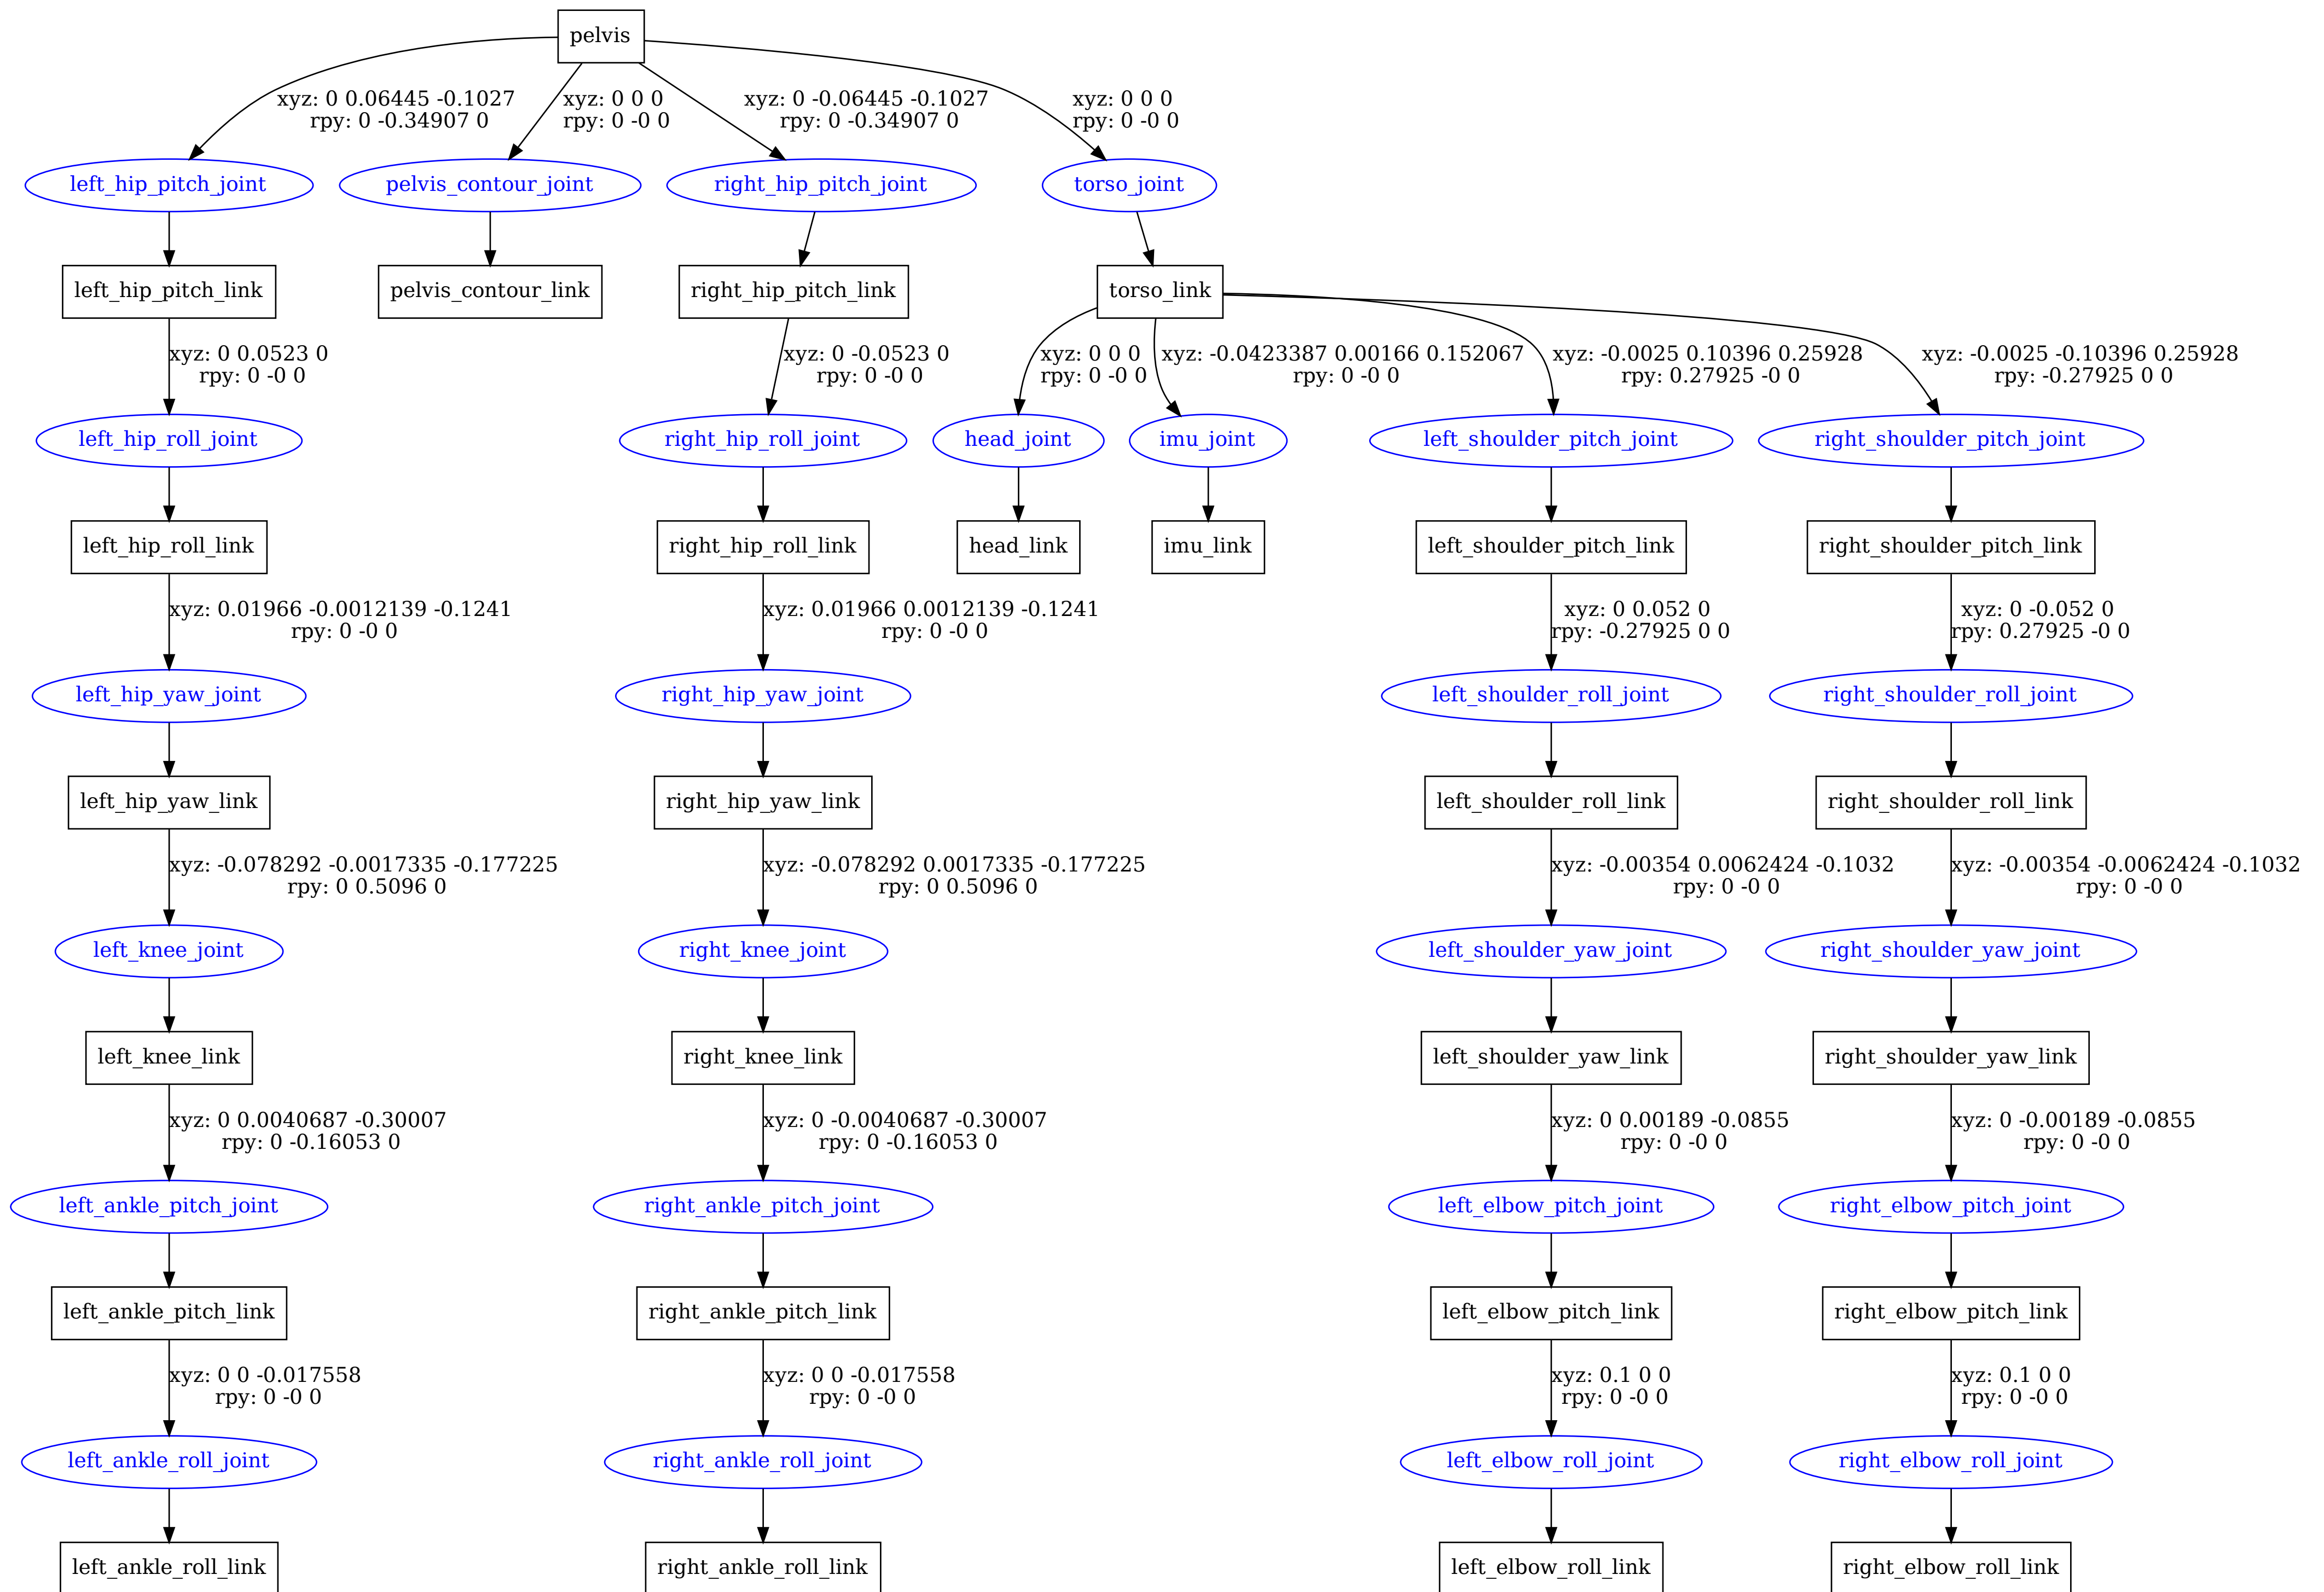 pelvis
xyz: 0 0.06445 -0.1027
rpy: 0 -0.34907 0
xyz: 0 0 0
rpy: 0 -0 0
xyz: 0 -0.06445 -0.1027
rpy: 0 -0.34907 0
xyz: 0 0 0
rpy: 0 -0 0
left_hip_pitch_joint
pelvis_contour_joint
right_hip_pitch_joint
torso_joint
left_hip_pitch_link
pelvis_contour_link
right_hip_pitch_link
torso_link
xyz: 0 0.0523 0
rpy: 0 -0 0
xyz: 0 -0.0523 0
rpy: 0 -0 0
xyz: 0 0 0
rpy: 0 -0 0
xyz: -0.0423387 0.00166 0.152067
rpy: 0 -0 0
xyz: -0.0025 0.10396 0.25928
rpy: 0.27925 -0 0
xyz: -0.0025 -0.10396 0.25928
rpy: -0.27925 0 0
left_hip_roll_joint
right_hip_roll_joint
head_joint
imu_joint
left_shoulder_pitch_joint
right_shoulder_pitch_joint
left_hip_roll_link
right_hip_roll_link
head_link
imu_link
left_shoulder_pitch_link
right_shoulder_pitch_link
xyz: 0.01966 -0.0012139 -0.1241
rpy: 0 -0 0
xyz: 0.01966 0.0012139 -0.1241
rpy: 0 -0 0
xyz: 0 0.052 0
rpy: -0.27925 0 0
xyz: 0 -0.052 0
rpy: 0.27925 -0 0
left_hip_yaw_joint
right_hip_yaw_joint
left_shoulder_roll_joint
right_shoulder_roll_joint
left_hip_yaw_link
right_hip_yaw_link
left_shoulder_roll_link
right_shoulder_roll_link
xyz: -0.078292 -0.0017335 -0.177225
rpy: 0 0.5096 0
xyz: -0.078292 0.0017335 -0.177225
rpy: 0 0.5096 0
xyz: -0.00354 0.0062424 -0.1032
rpy: 0 -0 0
xyz: -0.00354 -0.0062424 -0.1032
rpy: 0 -0 0
left_knee_joint
right_knee_joint
left_shoulder_yaw_joint
right_shoulder_yaw_joint
left_knee_link
right_knee_link
left_shoulder_yaw_link
right_shoulder_yaw_link
xyz: 0 0.0040687 -0.30007
rpy: 0 -0.16053 0
xyz: 0 -0.0040687 -0.30007
rpy: 0 -0.16053 0
xyz: 0 0.00189 -0.0855
rpy: 0 -0 0
xyz: 0 -0.00189 -0.0855
rpy: 0 -0 0
left_ankle_pitch_joint
right_ankle_pitch_joint
left_elbow_pitch_joint
right_elbow_pitch_joint
left_ankle_pitch_link
right_ankle_pitch_link
left_elbow_pitch_link
right_elbow_pitch_link
xyz: 0 0 -0.017558
rpy: 0 -0 0
xyz: 0 0 -0.017558
rpy: 0 -0 0
xyz: 0.1 0 0
rpy: 0 -0 0
xyz: 0.1 0 0
rpy: 0 -0 0
left_ankle_roll_joint
right_ankle_roll_joint
left_elbow_roll_joint
right_elbow_roll_joint
left_ankle_roll_link
right_ankle_roll_link
left_elbow_roll_link
right_elbow_roll_link